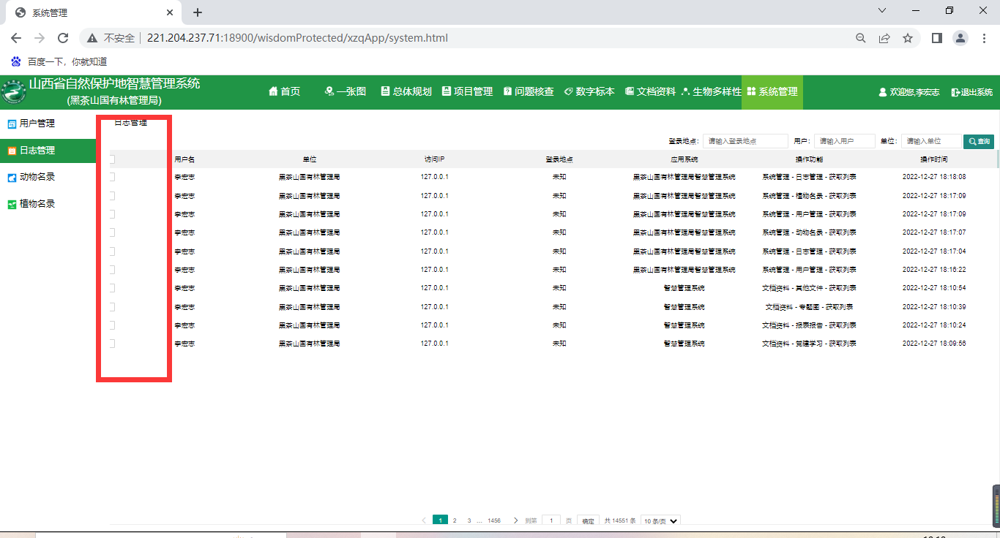 系统管理
不安全 221.204.237.71:18900/wisdomProtected/xzqApp/system.html
百度一下，你就知道
山西省自然保护地智慧管理系统
(黑茶山国有林管理局)
首页 一张图 总体规划 项目管理 问题核查 数字标本 文档资料 生物多样性 系统管理 欢迎您,李宏志 退出系统
用户管理
日志管理
动物名录
植物名录
日志管理
登录地点： 请输入登录地点 用户： 请输入用户 单位： 请输入单位 查询
用户名 单位 访问IP 登录地点 应用系统 操作功能 操作时间
李宏志 黑茶山国有林管理局 127.0.0.1 未知 黑茶山国有林管理局智慧管理系统 系统管理 - 日志管理 - 获取列表 2022-12-27 18:18:08
李宏志 黑茶山国有林管理局 127.0.0.1 未知 黑茶山国有林管理局智慧管理系统 系统管理 - 植物名录 - 获取列表 2022-12-27 18:17:09
李宏志 黑茶山国有林管理局 127.0.0.1 未知 黑茶山国有林管理局智慧管理系统 系统管理 - 用户管理 - 获取列表 2022-12-27 18:17:09
李宏志 黑茶山国有林管理局 127.0.0.1 未知 黑茶山国有林管理局智慧管理系统 系统管理 - 动物名录 - 获取列表 2022-12-27 18:17:07
李宏志 黑茶山国有林管理局 127.0.0.1 未知 黑茶山国有林管理局智慧管理系统 系统管理 - 日志管理 - 获取列表 2022-12-27 18:17:04
李宏志 黑茶山国有林管理局 127.0.0.1 未知 黑茶山国有林管理局智慧管理系统 系统管理 - 用户管理 - 获取列表 2022-12-27 18:16:22
李宏志 黑茶山国有林管理局 127.0.0.1 未知 智慧管理系统 文档资料 - 其他文件 - 获取列表 2022-12-27 18:10:54
李宏志 黑茶山国有林管理局 127.0.0.1 未知 智慧管理系统 文档资料 - 专题图 - 获取列表 2022-12-27 18:10:39
李宏志 黑茶山国有林管理局 127.0.0.1 未知 智慧管理系统 文档资料 - 报表报告 - 获取列表 2022-12-27 18:10:24
李宏志 黑茶山国有林管理局 127.0.0.1 未知 智慧管理系统 文档资料 - 党建学习 - 获取列表 2022-12-27 18:09:56
1 2 3 … 1456 到第 1 页 确定 共 14551 条 10 条/页